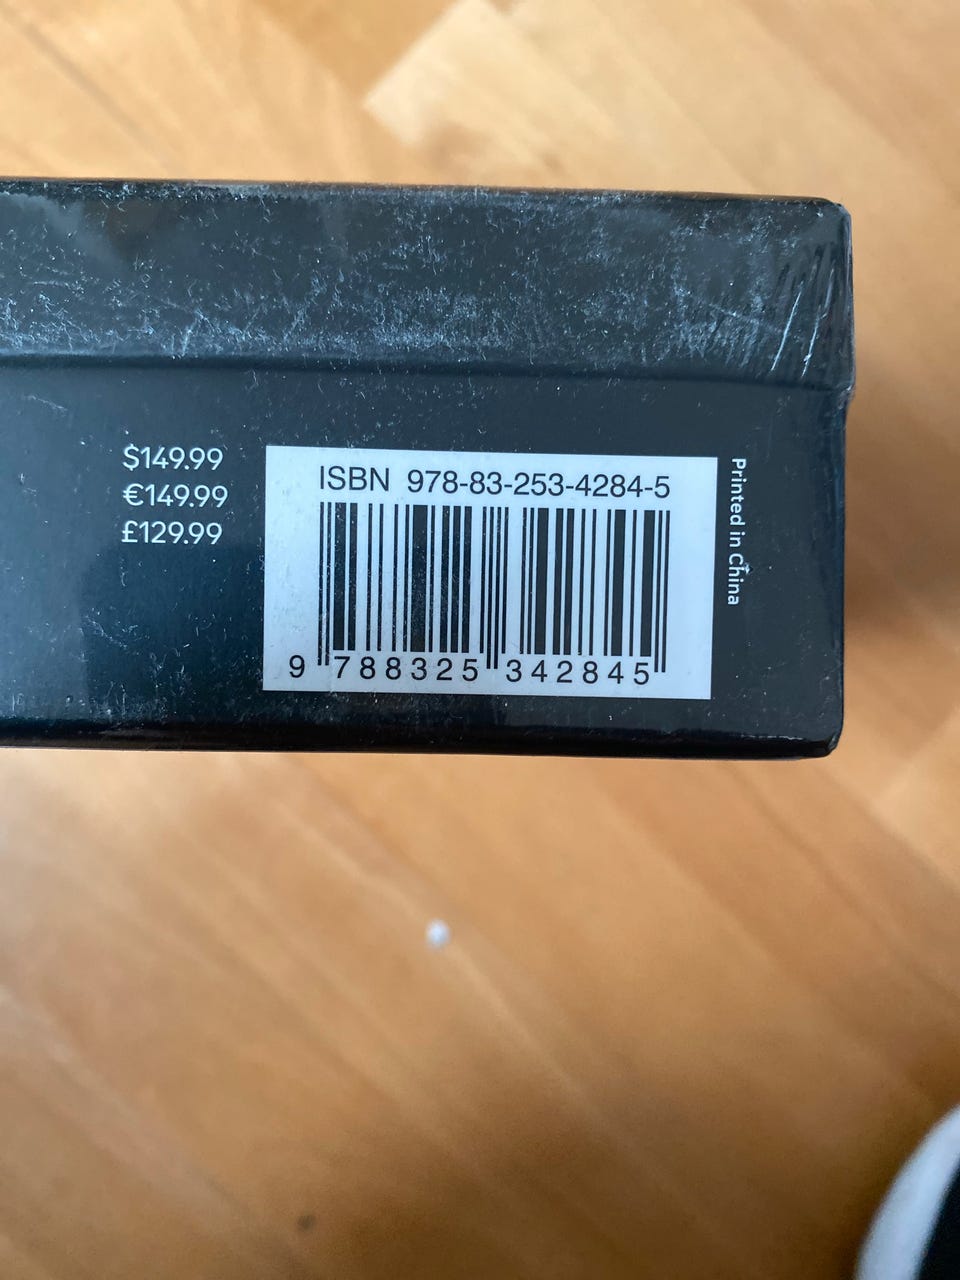 $149.99
€149.99
£129.99
ISBN 978-83-253-4284-5
9 788325 342845
Printed in China